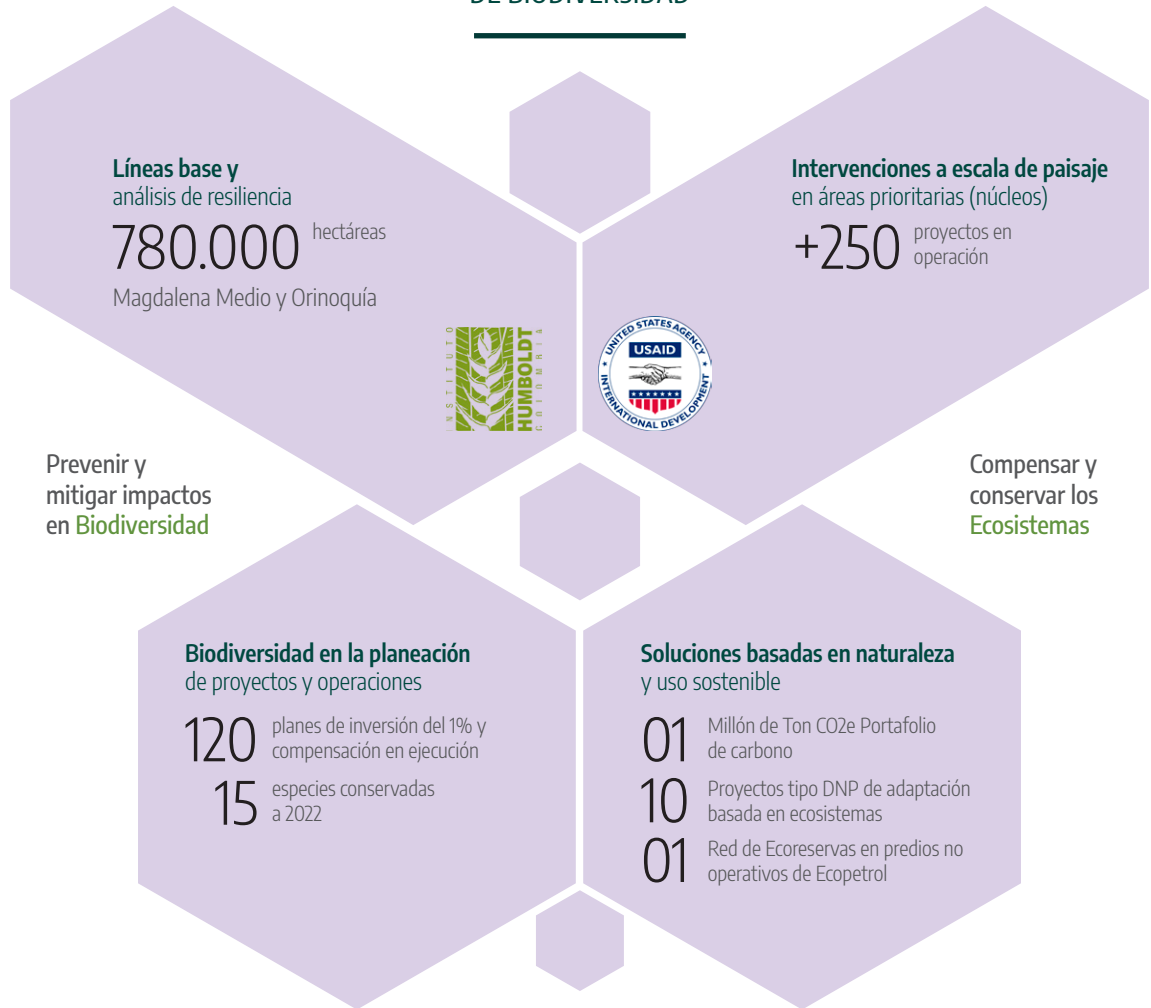 DE BIODIVERSIDAD
Líneas base y
análisis de resiliencia
780.000 hectáreas
Magdalena Medio y Orinoquía
Intervenciones a escala de paisaje
en áreas prioritarias (núcleos)
+250 proyectos en
operación
INSTITUTO
HUMBOLDT
COLOMBIA
UNITED STATES AGENCY
USAID
INTERNATIONAL DEVELOPMENT
Prevenir y
mitigar impactos
en Biodiversidad
Compensar y
conservar los
Ecosistemas
Biodiversidad en la planeación
de proyectos y operaciones
120 planes de inversión del 1% y
compensación en ejecución
15 especies conservadas
a 2022
Soluciones basadas en naturaleza
y uso sostenible
01 Millón de Ton CO2e Portafolio
de carbono
10 Proyectos tipo DNP de adaptación
basada en ecosistemas
01 Red de Ecoreservas en predios no
operativos de Ecopetrol